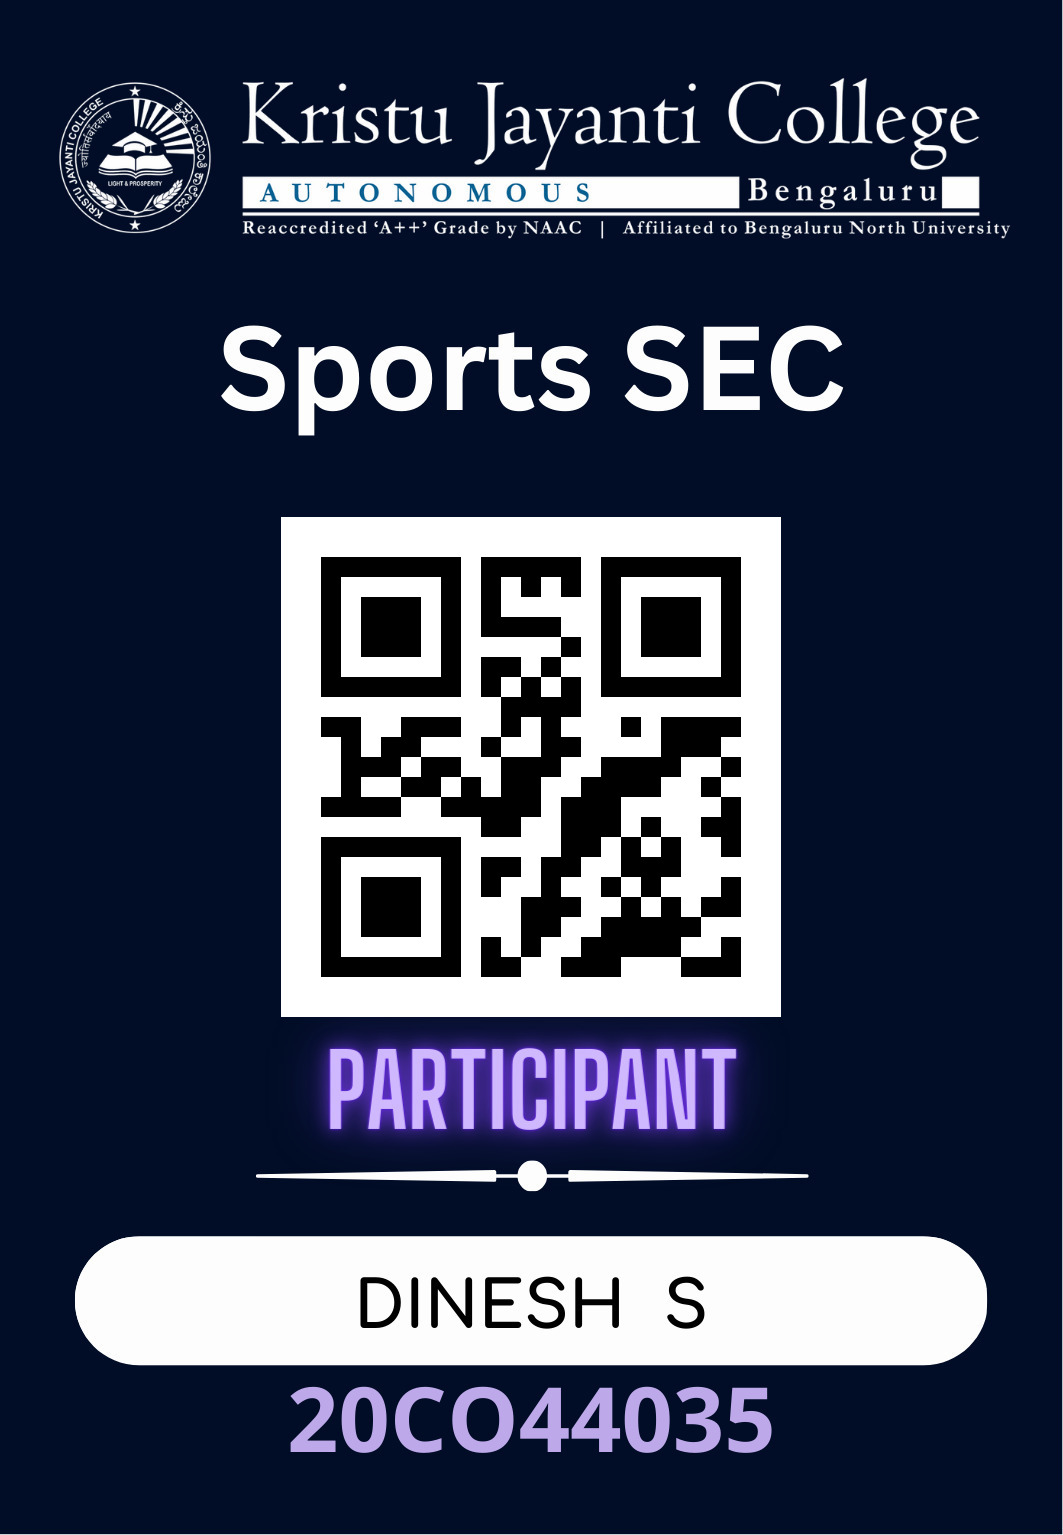 Kristu Jayanti College
AUTONOMOUS Bengaluru
Reaccredited ‘A++’ Grade by NAAC | Affiliated to Bengaluru North University
KRISTU JAYANTI COLLEGE
LIGHT & PROSPERITY
Sports SEC
PARTICIPANT
DINESH S
20CO44035